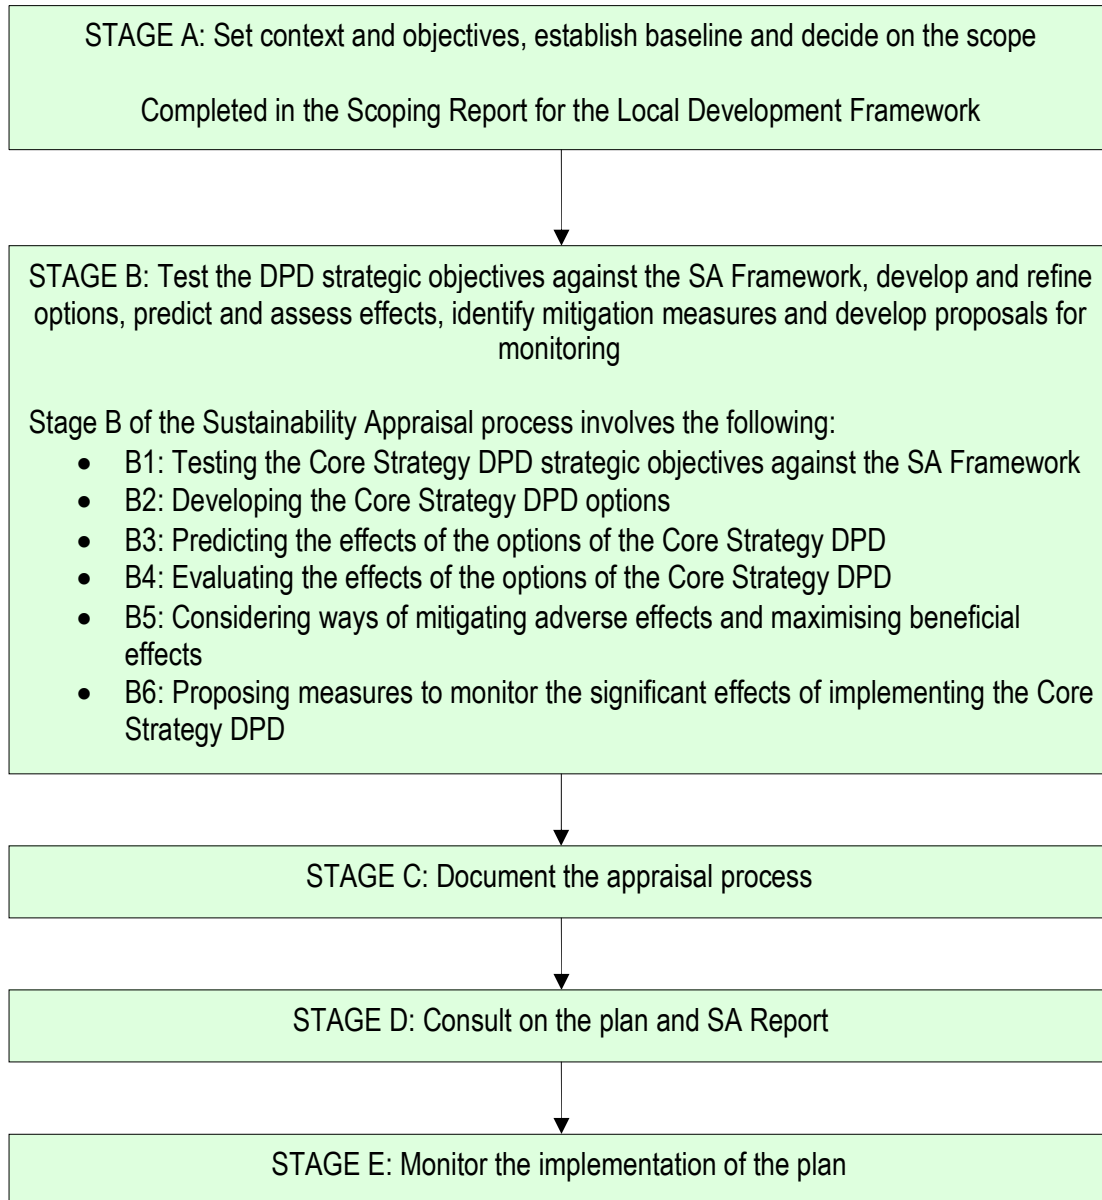 STAGE A: Set context and objectives, establish baseline and decide on the scope
Completed in the Scoping Report for the Local Development Framework
STAGE B: Test the DPD strategic objectives against the SA Framework, develop and refine
options, predict and assess effects, identify mitigation measures and develop proposals for
monitoring
Stage B of the Sustainability Appraisal process involves the following:
• B1: Testing the Core Strategy DPD strategic objectives against the SA Framework
• B2: Developing the Core Strategy DPD options
• B3: Predicting the effects of the options of the Core Strategy DPD
• B4: Evaluating the effects of the options of the Core Strategy DPD
• B5: Considering ways of mitigating adverse effects and maximising beneficial
effects
• B6: Proposing measures to monitor the significant effects of implementing the Core
Strategy DPD
STAGE C: Document the appraisal process
STAGE D: Consult on the plan and SA Report
STAGE E: Monitor the implementation of the plan